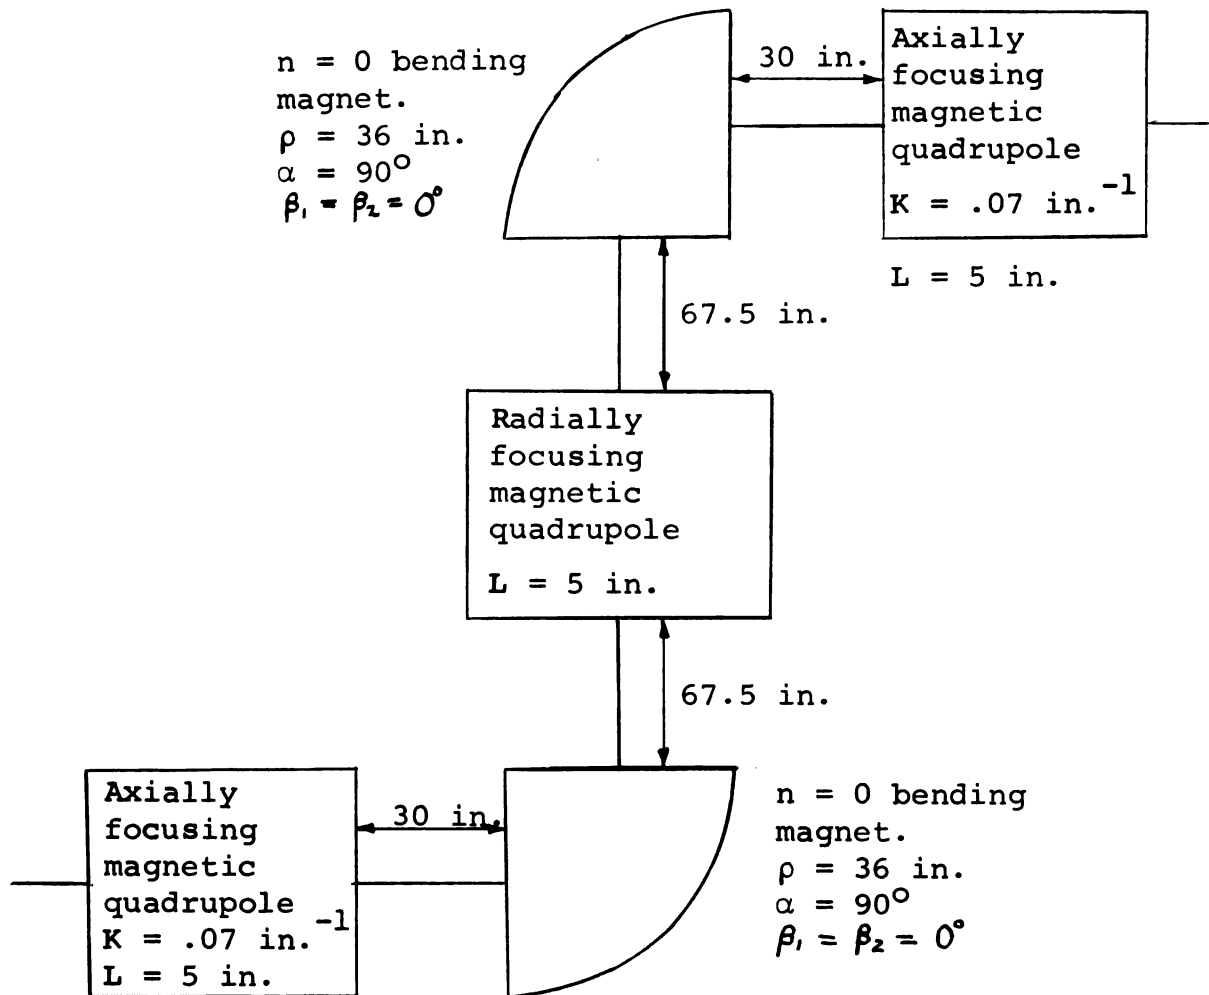 n = 0 bending
magnet.
ρ = 36 in.
α = 90°
β₁ = β₂ = 0°
30 in.
Axially
focusing
magnetic
quadrupole
K = .07 in.⁻¹
L = 5 in.
67.5 in.
Radially
focusing
magnetic
quadrupole
L = 5 in.
67.5 in.
Axially
focusing
magnetic
quadrupole
K = .07 in.⁻¹
L = 5 in.
30 in.
n = 0 bending
magnet.
ρ = 36 in.
α = 90°
β₁ = β₂ = 0°